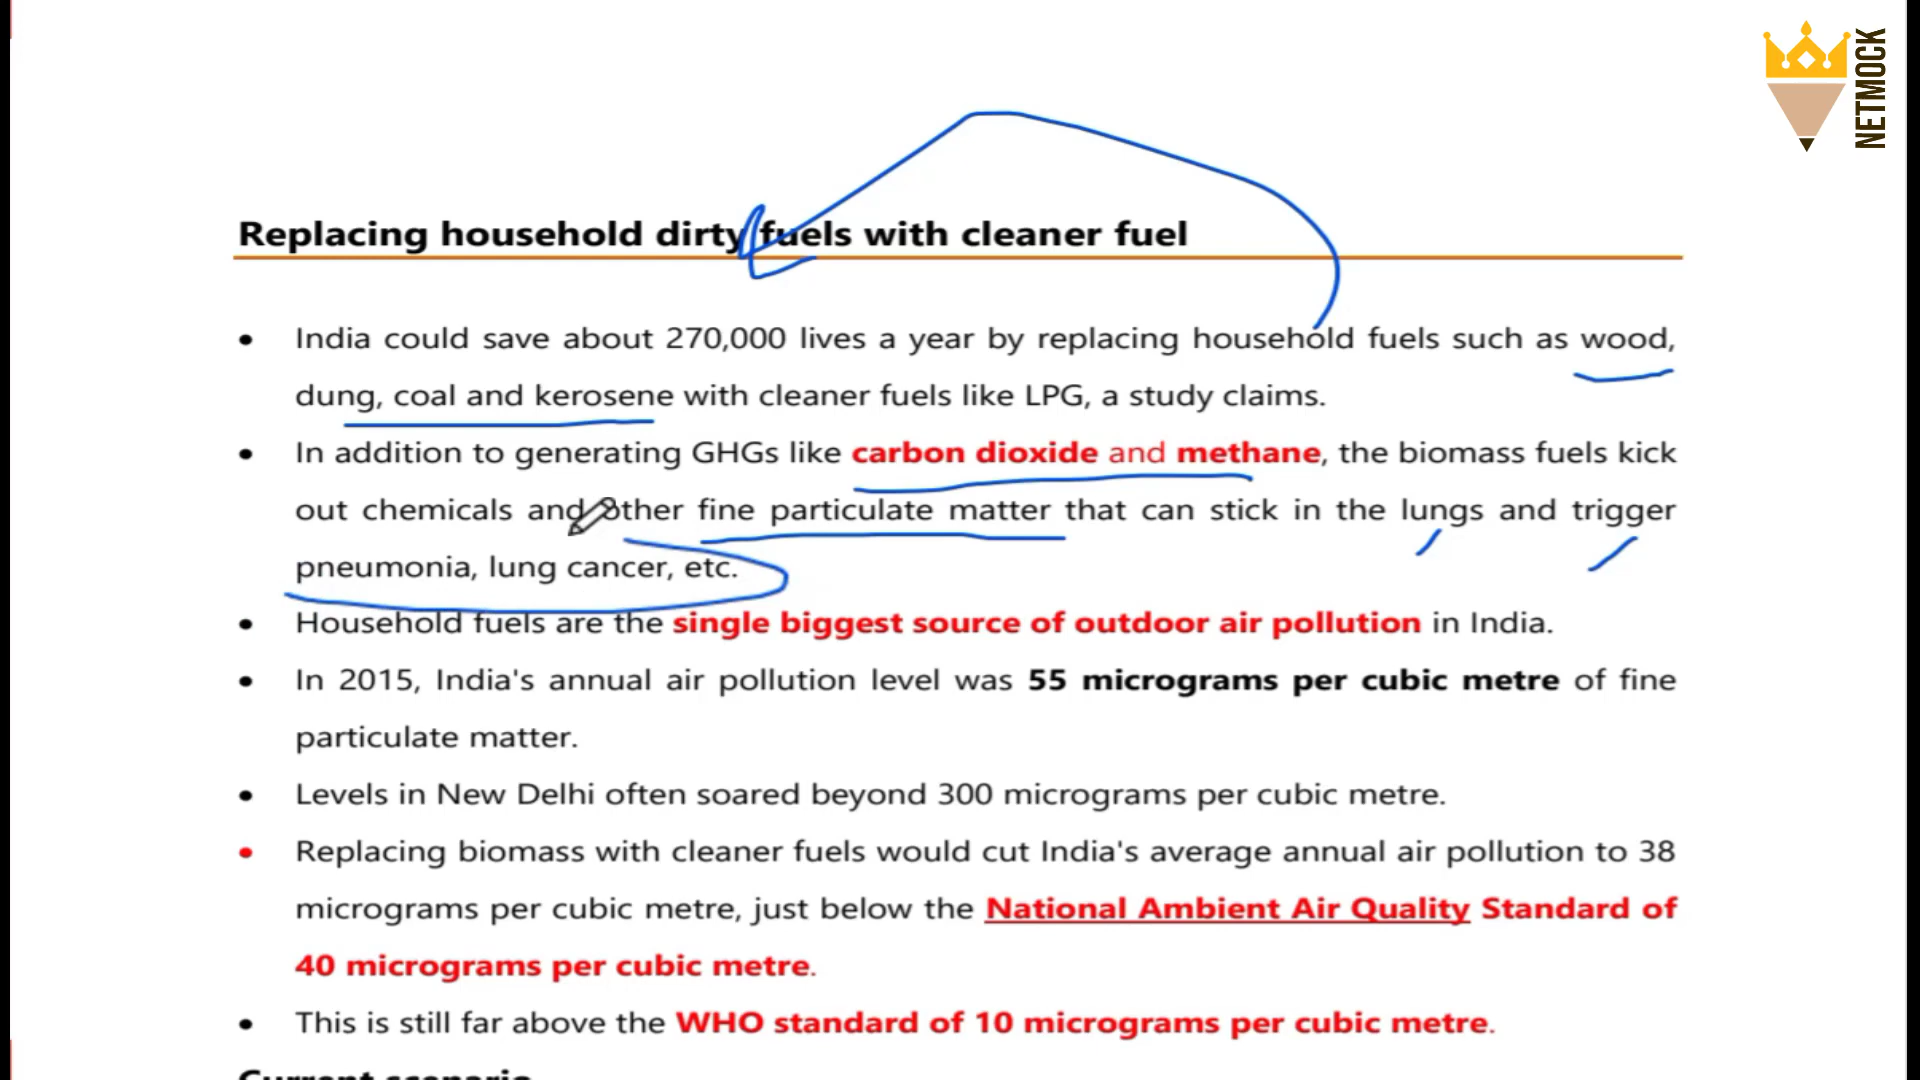 NETMOCK
Replacing household dirty fuels with cleaner fuel
• India could save about 270,000 lives a year by replacing household fuels such as wood,
dung, coal and kerosene with cleaner fuels like LPG, a study claims.
• In addition to generating GHGs like carbon dioxide and methane, the biomass fuels kick
out chemicals and other fine particulate matter that can stick in the lungs and trigger
pneumonia, lung cancer, etc.
• Household fuels are the single biggest source of outdoor air pollution in India.
• In 2015, India's annual air pollution level was 55 micrograms per cubic metre of fine
particulate matter.
• Levels in New Delhi often soared beyond 300 micrograms per cubic metre.
• Replacing biomass with cleaner fuels would cut India's average annual air pollution to 38
micrograms per cubic metre, just below the National Ambient Air Quality Standard of
40 micrograms per cubic metre.
• This is still far above the WHO standard of 10 micrograms per cubic metre.
Current scenario